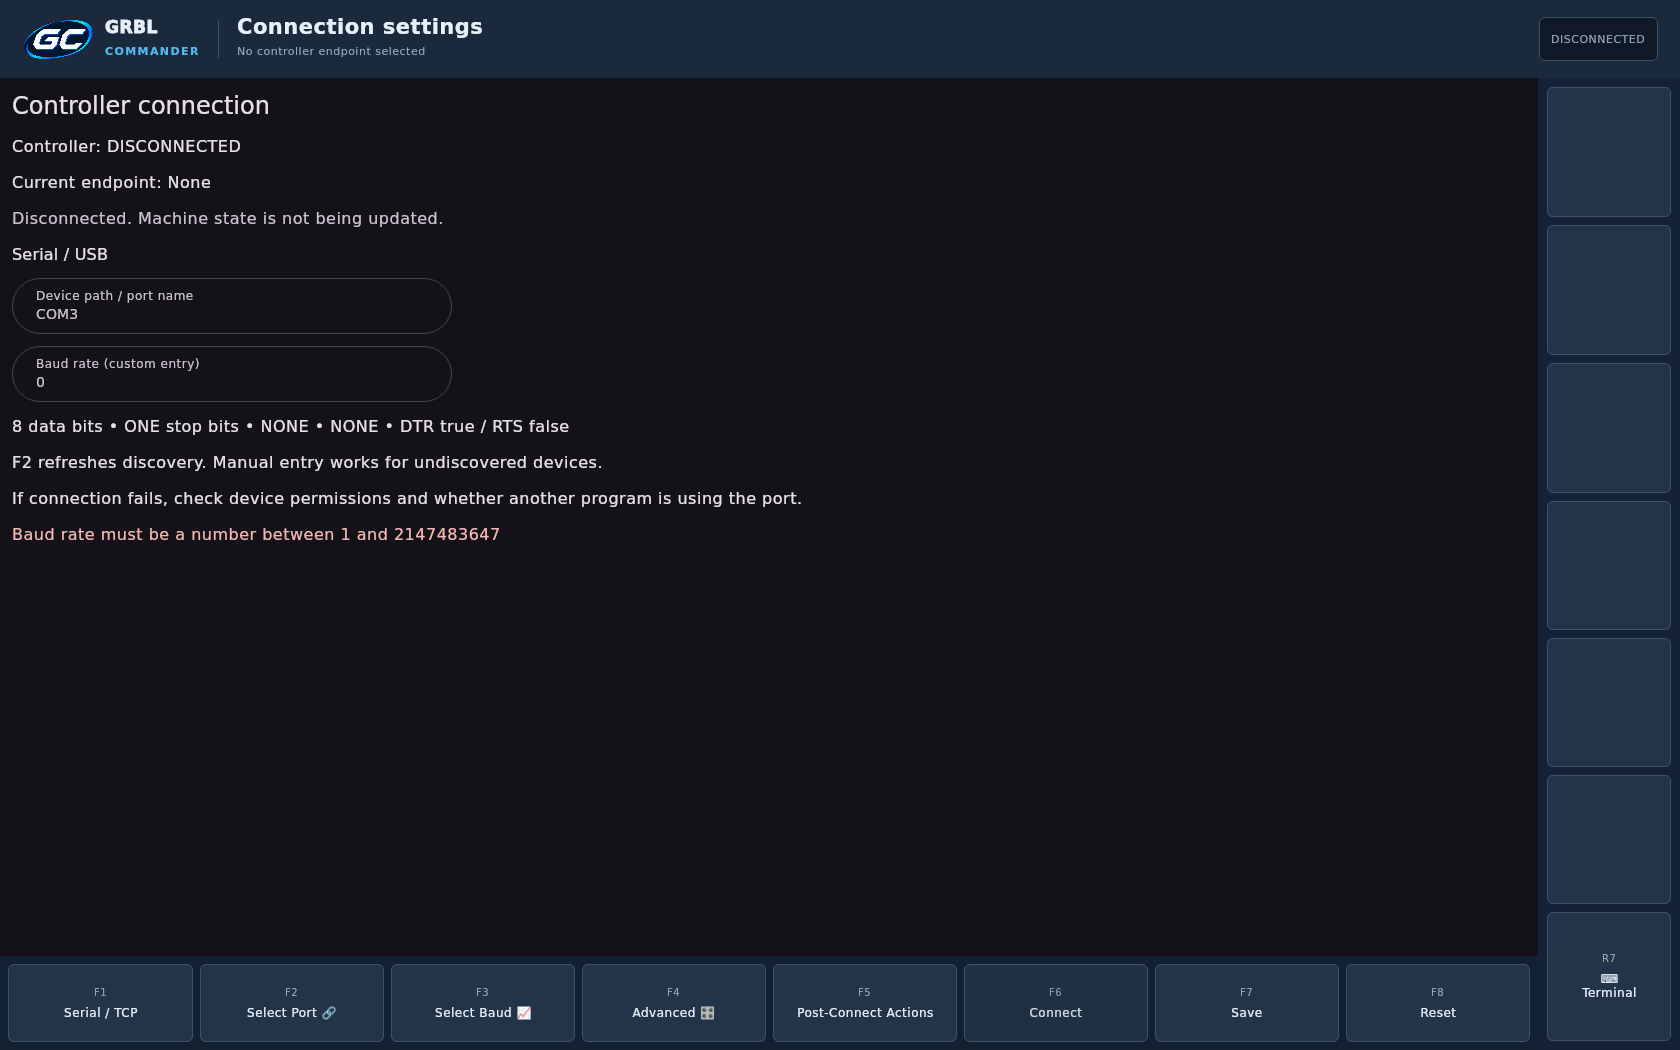 GC
GRBL
COMMANDER
Connection settings
No controller endpoint selected
DISCONNECTED
Controller connection
Controller: DISCONNECTED
Current endpoint: None
Disconnected. Machine state is not being updated.
Serial / USB
Device path / port name
COM3
Baud rate (custom entry)
0
8 data bits • ONE stop bits • NONE • NONE • DTR true / RTS false
F2 refreshes discovery. Manual entry works for undiscovered devices.
If connection fails, check device permissions and whether another program is using the port.
Baud rate must be a number between 1 and 2147483647
F1
Serial / TCP
F2
Select Port 🔗
F3
Select Baud 📈
F4
Advanced 🎛
F5
Post-Connect Actions
F6
Connect
F7
Save
F8
Reset
R7
⌨
Terminal